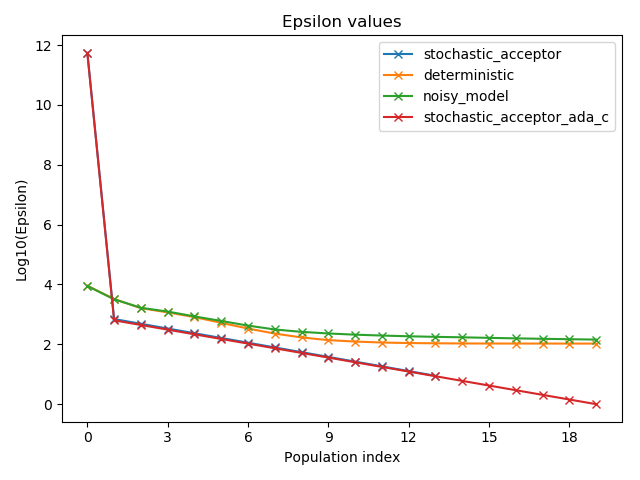 Epsilon values
12
10
8
6
4
2
0
Log10(Epsilon)
stochastic_acceptor
deterministic
noisy_model
stochastic_acceptor_ada_c
0 3 6 9 12 15 18
Population index